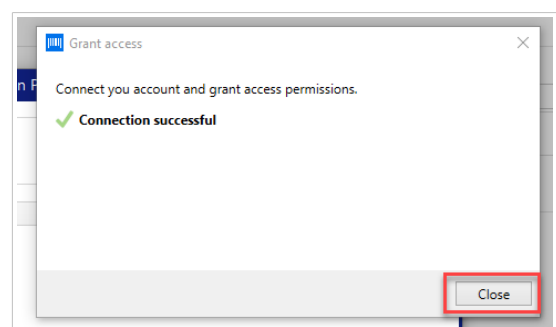 Grant access
n F
Connect you account and grant access permissions.
Connection successful
Close